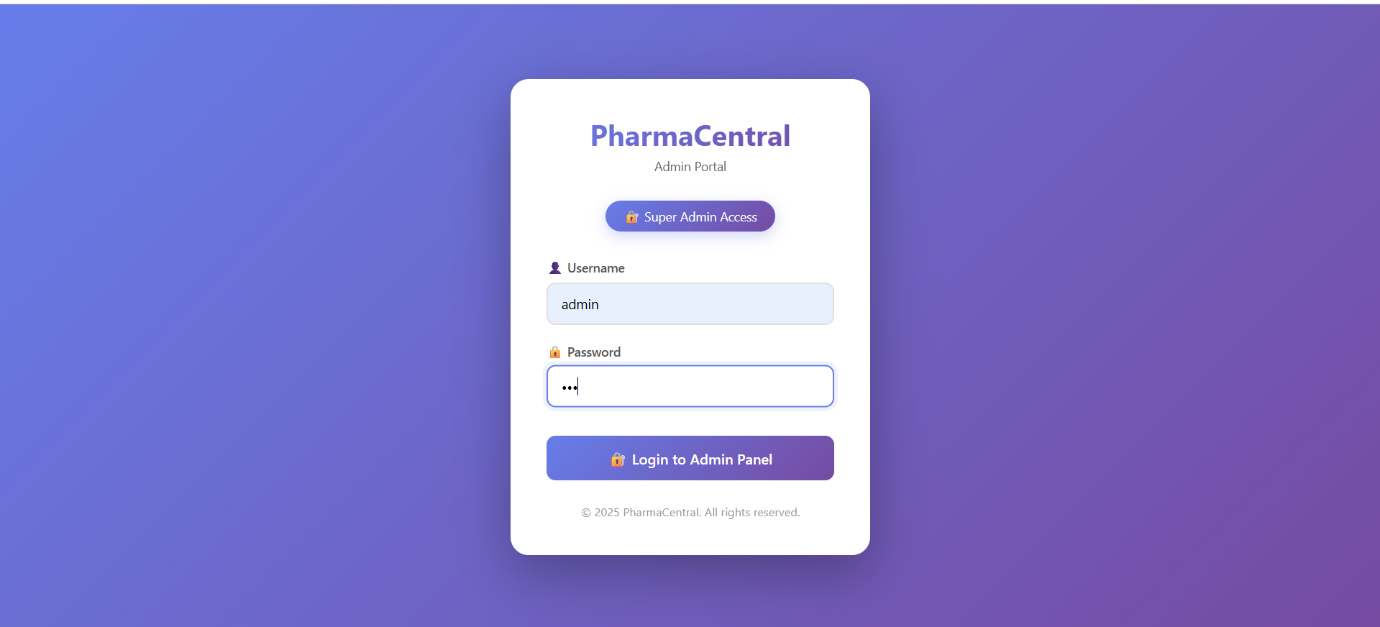 PharmaCentral
Admin Portal
🔐 Super Admin Access
👤 Username
admin
🔒 Password
•••
🔐 Login to Admin Panel
© 2025 PharmaCentral. All rights reserved.